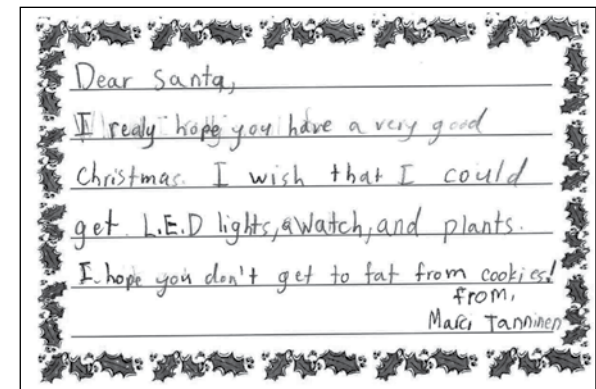 Dear Santa,
I realy hope you have a very good
Christmas. I wish that I could
get L.E.D lights, a watch, and plants.
I hope you don't get to fat from cookies!
from,
Marci Tanninen